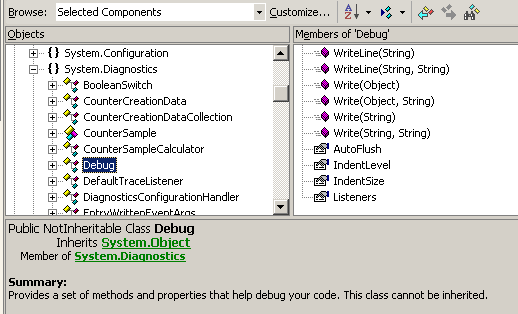 Browse: Selected Components Customize...
Objects
Members of 'Debug'
System.Configuration
{} System.Diagnostics
BooleanSwitch
CounterCreationData
CounterCreationDataCollection
CounterSample
CounterSampleCalculator
Debug
DefaultTraceListener
DiagnosticsConfigurationHandler
EntryWrittenEventArgs
WriteLine(String)
WriteLine(String, String)
Write(Object)
Write(Object, String)
Write(String)
Write(String, String)
AutoFlush
IndentLevel
IndentSize
Listeners
Public NotInheritable Class Debug
Inherits System.Object
Member of System.Diagnostics
Summary:
Provides a set of methods and properties that help debug your code. This class cannot be inherited.